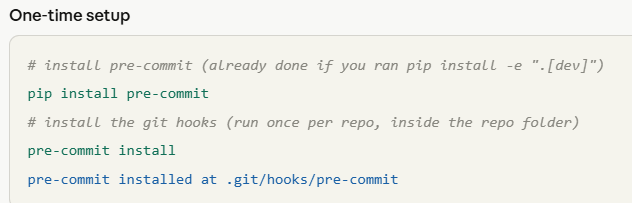 One-time setup
# install pre-commit (already done if you ran pip install -e ".[dev]")
pip install pre-commit
# install the git hooks (run once per repo, inside the repo folder)
pre-commit install
pre-commit installed at .git/hooks/pre-commit